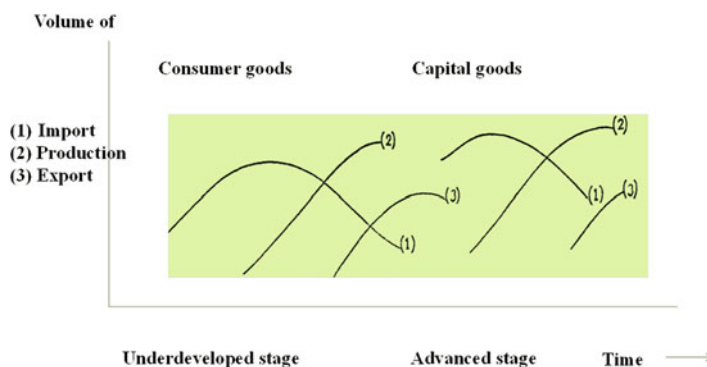 Volume of
Consumer goods
Capital goods
(1) Import
(2) Production
(3) Export
(2)
(3)
(1)
(2)
(1)
(3)
Underdeveloped stage
Advanced stage
Time